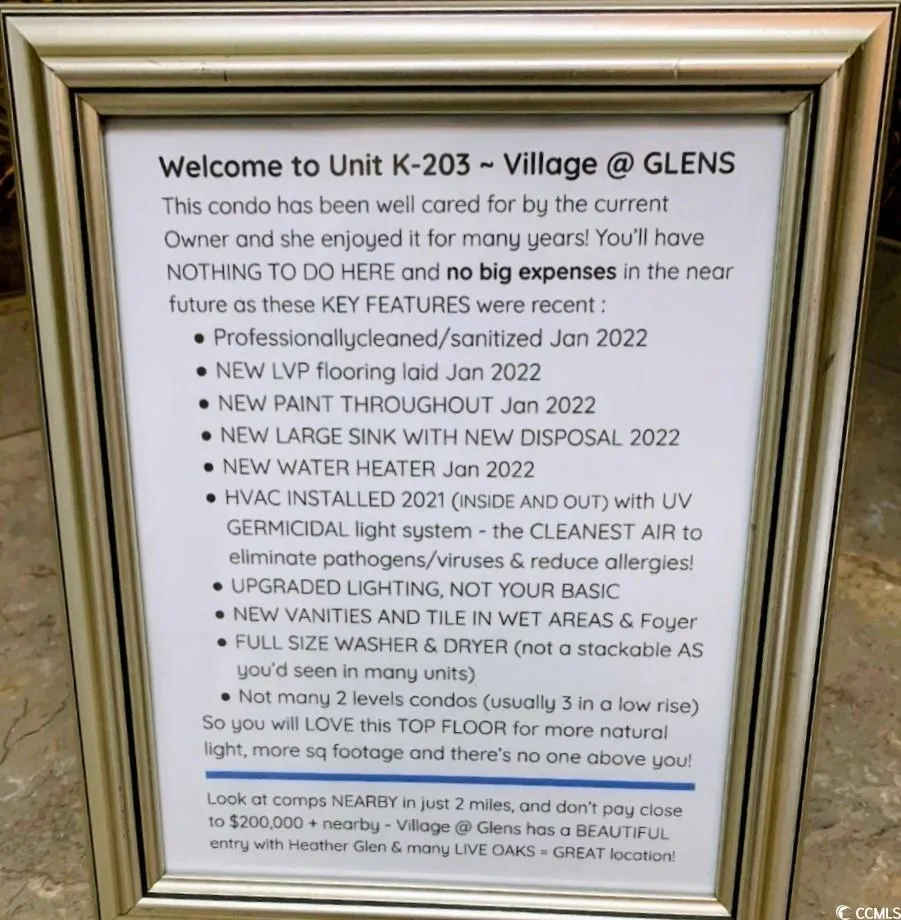 Welcome to Unit K-203 ~ Village @ GLENS
This condo has been well cared for by the current
Owner and she enjoyed it for many years! You'll have
NOTHING TO DO HERE and no big expenses in the near
future as these KEY FEATURES were recent :
• Professionallycleaned/sanitized Jan 2022
• NEW LVP flooring laid Jan 2022
• NEW PAINT THROUGHOUT Jan 2022
• NEW LARGE SINK WITH NEW DISPOSAL 2022
• NEW WATER HEATER Jan 2022
• HVAC INSTALLED 2021 (INSIDE AND OUT) with UV
GERMICIDAL light system - the CLEANEST AIR to
eliminate pathogens/viruses & reduce allergies!
• UPGRADED LIGHTING, NOT YOUR BASIC
• NEW VANITIES AND TILE IN WET AREAS & Foyer
• FULL SIZE WASHER & DRYER (not a stackable AS
you'd seen in many units)
• Not many 2 levels condos (usually 3 in a low rise)
So you will LOVE this TOP FLOOR for more natural
light, more sq footage and there's no one above you!
Look at comps NEARBY in just 2 miles, and don't pay close
to $200,000 + nearby - Village @ Glens has a BEAUTIFUL
entry with Heather Glen & many LIVE OAKS = GREAT location!
CCMLS